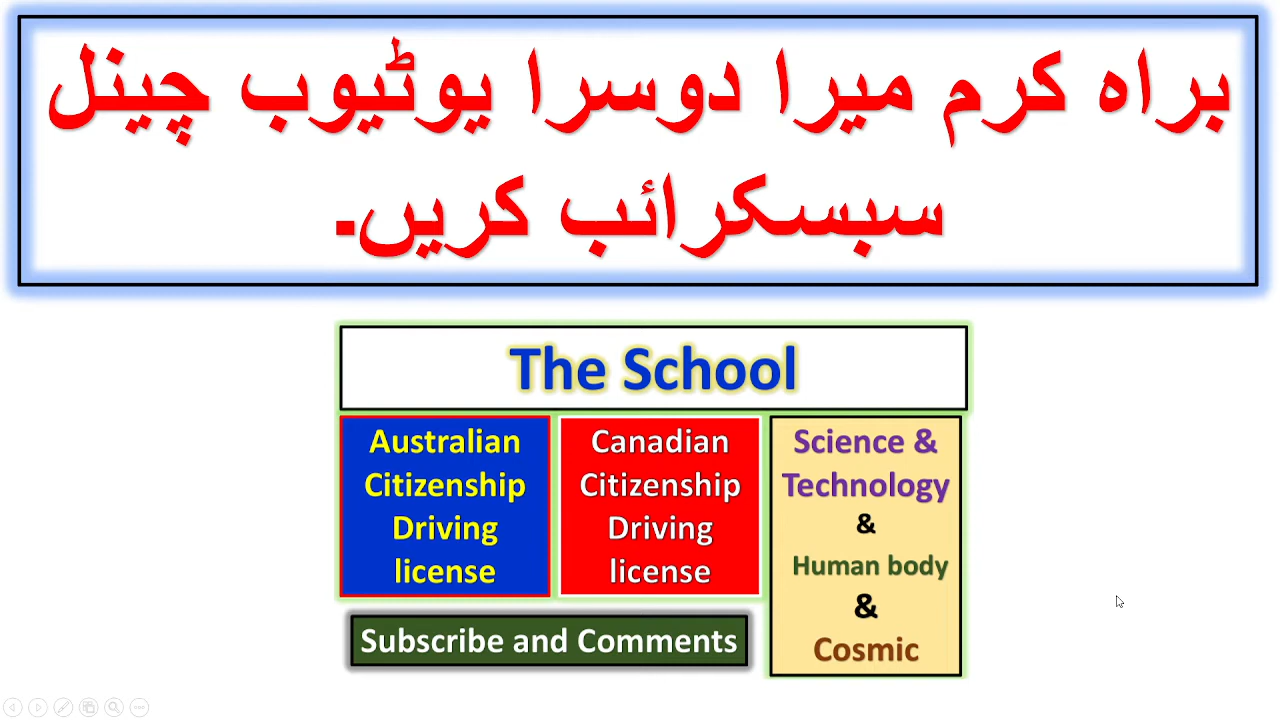 براہ کرم میرا دوسرا یوٹیوب چینل
سبسکرائب کریں۔
The School
Australian
Citizenship
Driving
license
Canadian
Citizenship
Driving
license
Science &
Technology
&
Human body
&
Cosmic
Subscribe and Comments